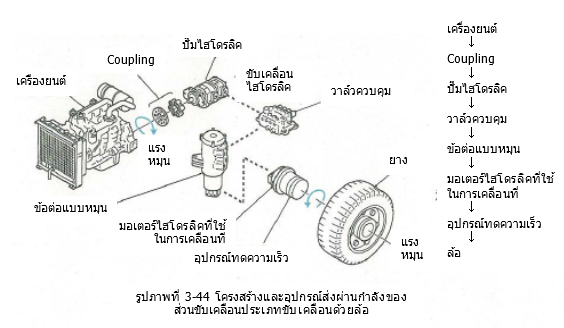 ปั๊มไฮโดรลิค
Coupling
เครื่องยนต์
ขับเคลื่อน
ไฮโดรลิค
วาล์วควบคุม
แรง
หมุน
ยาง
ข้อต่อแบบหมุน
มอเตอร์ไฮโดรลิคที่ใช้
ในการเคลื่อนที่
อุปกรณ์ทดความเร็ว
แรง
หมุน
เครื่องยนต์
↓
Coupling
↓
ปั๊มไฮโดรลิค
↓
วาล์วควบคุม
↓
ข้อต่อแบบหมุน
↓
มอเตอร์ไฮโดรลิคที่ใช้
ในการเคลื่อนที่
↓
อุปกรณ์ทดความเร็ว
↓
ล้อ
รูปภาพที่ 3-44 โครงสร้างและอุปกรณ์ส่งผ่านกำลังของ
ส่วนขับเคลื่อนประเภทขับเคลื่อนด้วยล้อ